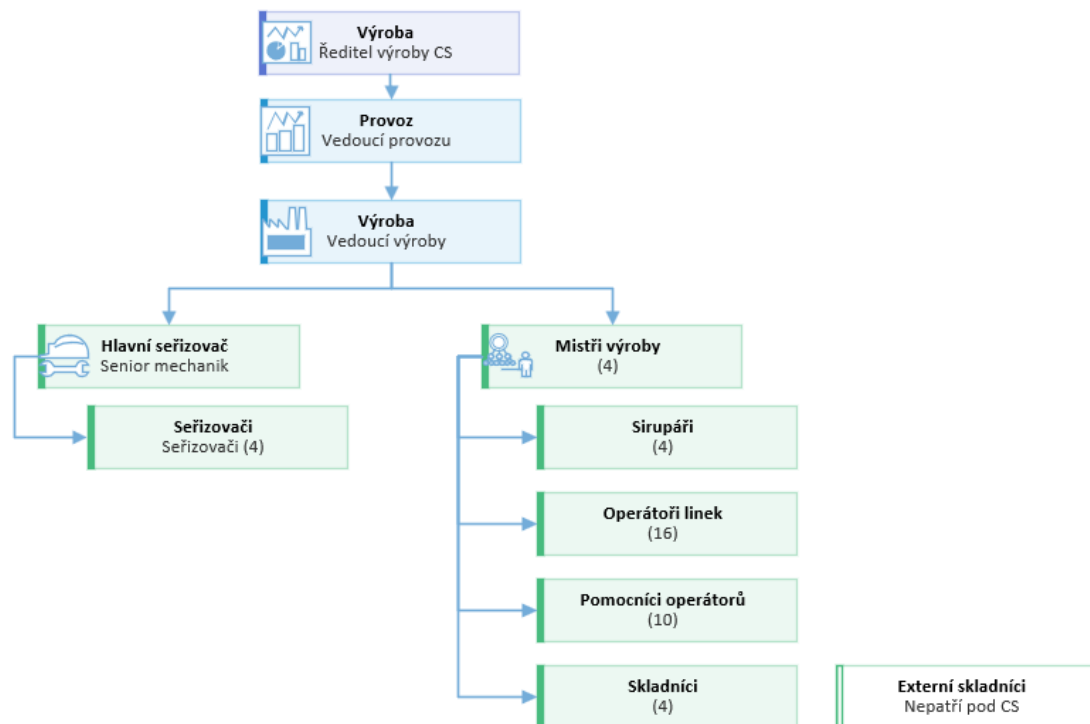 Výroba
Ředitel výroby CS
Provoz
Vedoucí provozu
Výroba
Vedoucí výroby
Hlavní seřizovač
Senior mechanik
Mistři výroby
(4)
Seřizovači
Seřizovači (4)
Sirupáři
(4)
Operátoři linek
(16)
Pomocníci operátorů
(10)
Skladníci
(4)
Externí skladníci
Nepatří pod CS